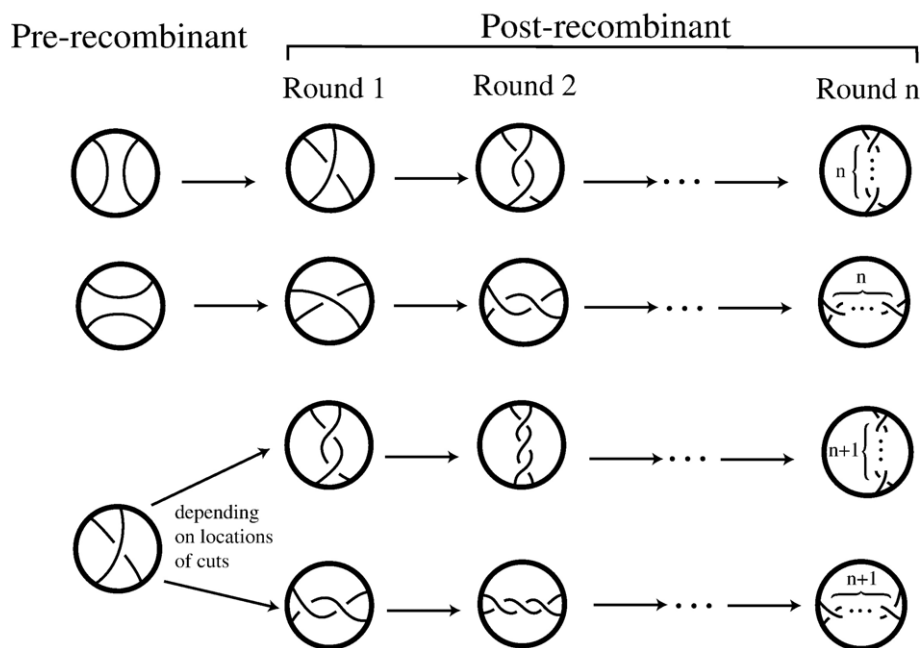 Pre-recombinant
Post-recombinant
Round 1
Round 2
Round n
n
n
n+1
depending
on locations
of cuts
n+1